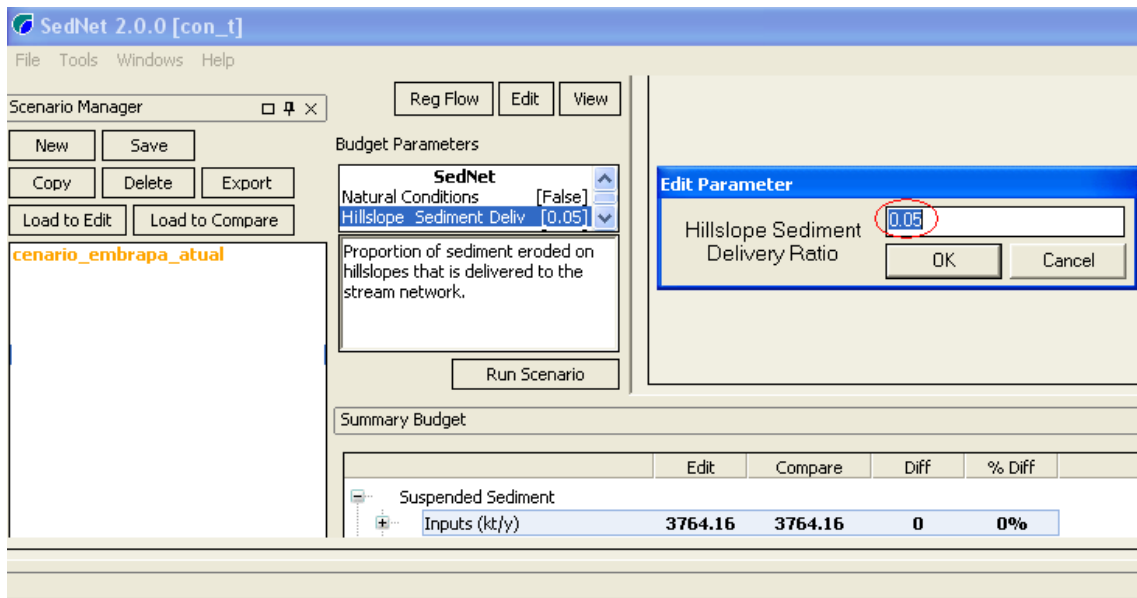 SedNet 2.0.0 [con_t]
File Tools Windows Help
Scenario Manager
New Save
Copy Delete Export
Load to Edit Load to Compare
cenario_embrapa_atual
Reg Flow Edit View
Budget Parameters
SedNet
Natural Conditions [False]
Hillslope Sediment Deliv [0.05]
Proportion of sediment eroded on
hillslopes that is delivered to the
stream network.
Run Scenario
Edit Parameter
Hillslope Sediment
Delivery Ratio
0.05
OK Cancel
Summary Budget
Edit Compare Diff % Diff
Suspended Sediment
Inputs (kt/y) 3764.16 3764.16 0 0%